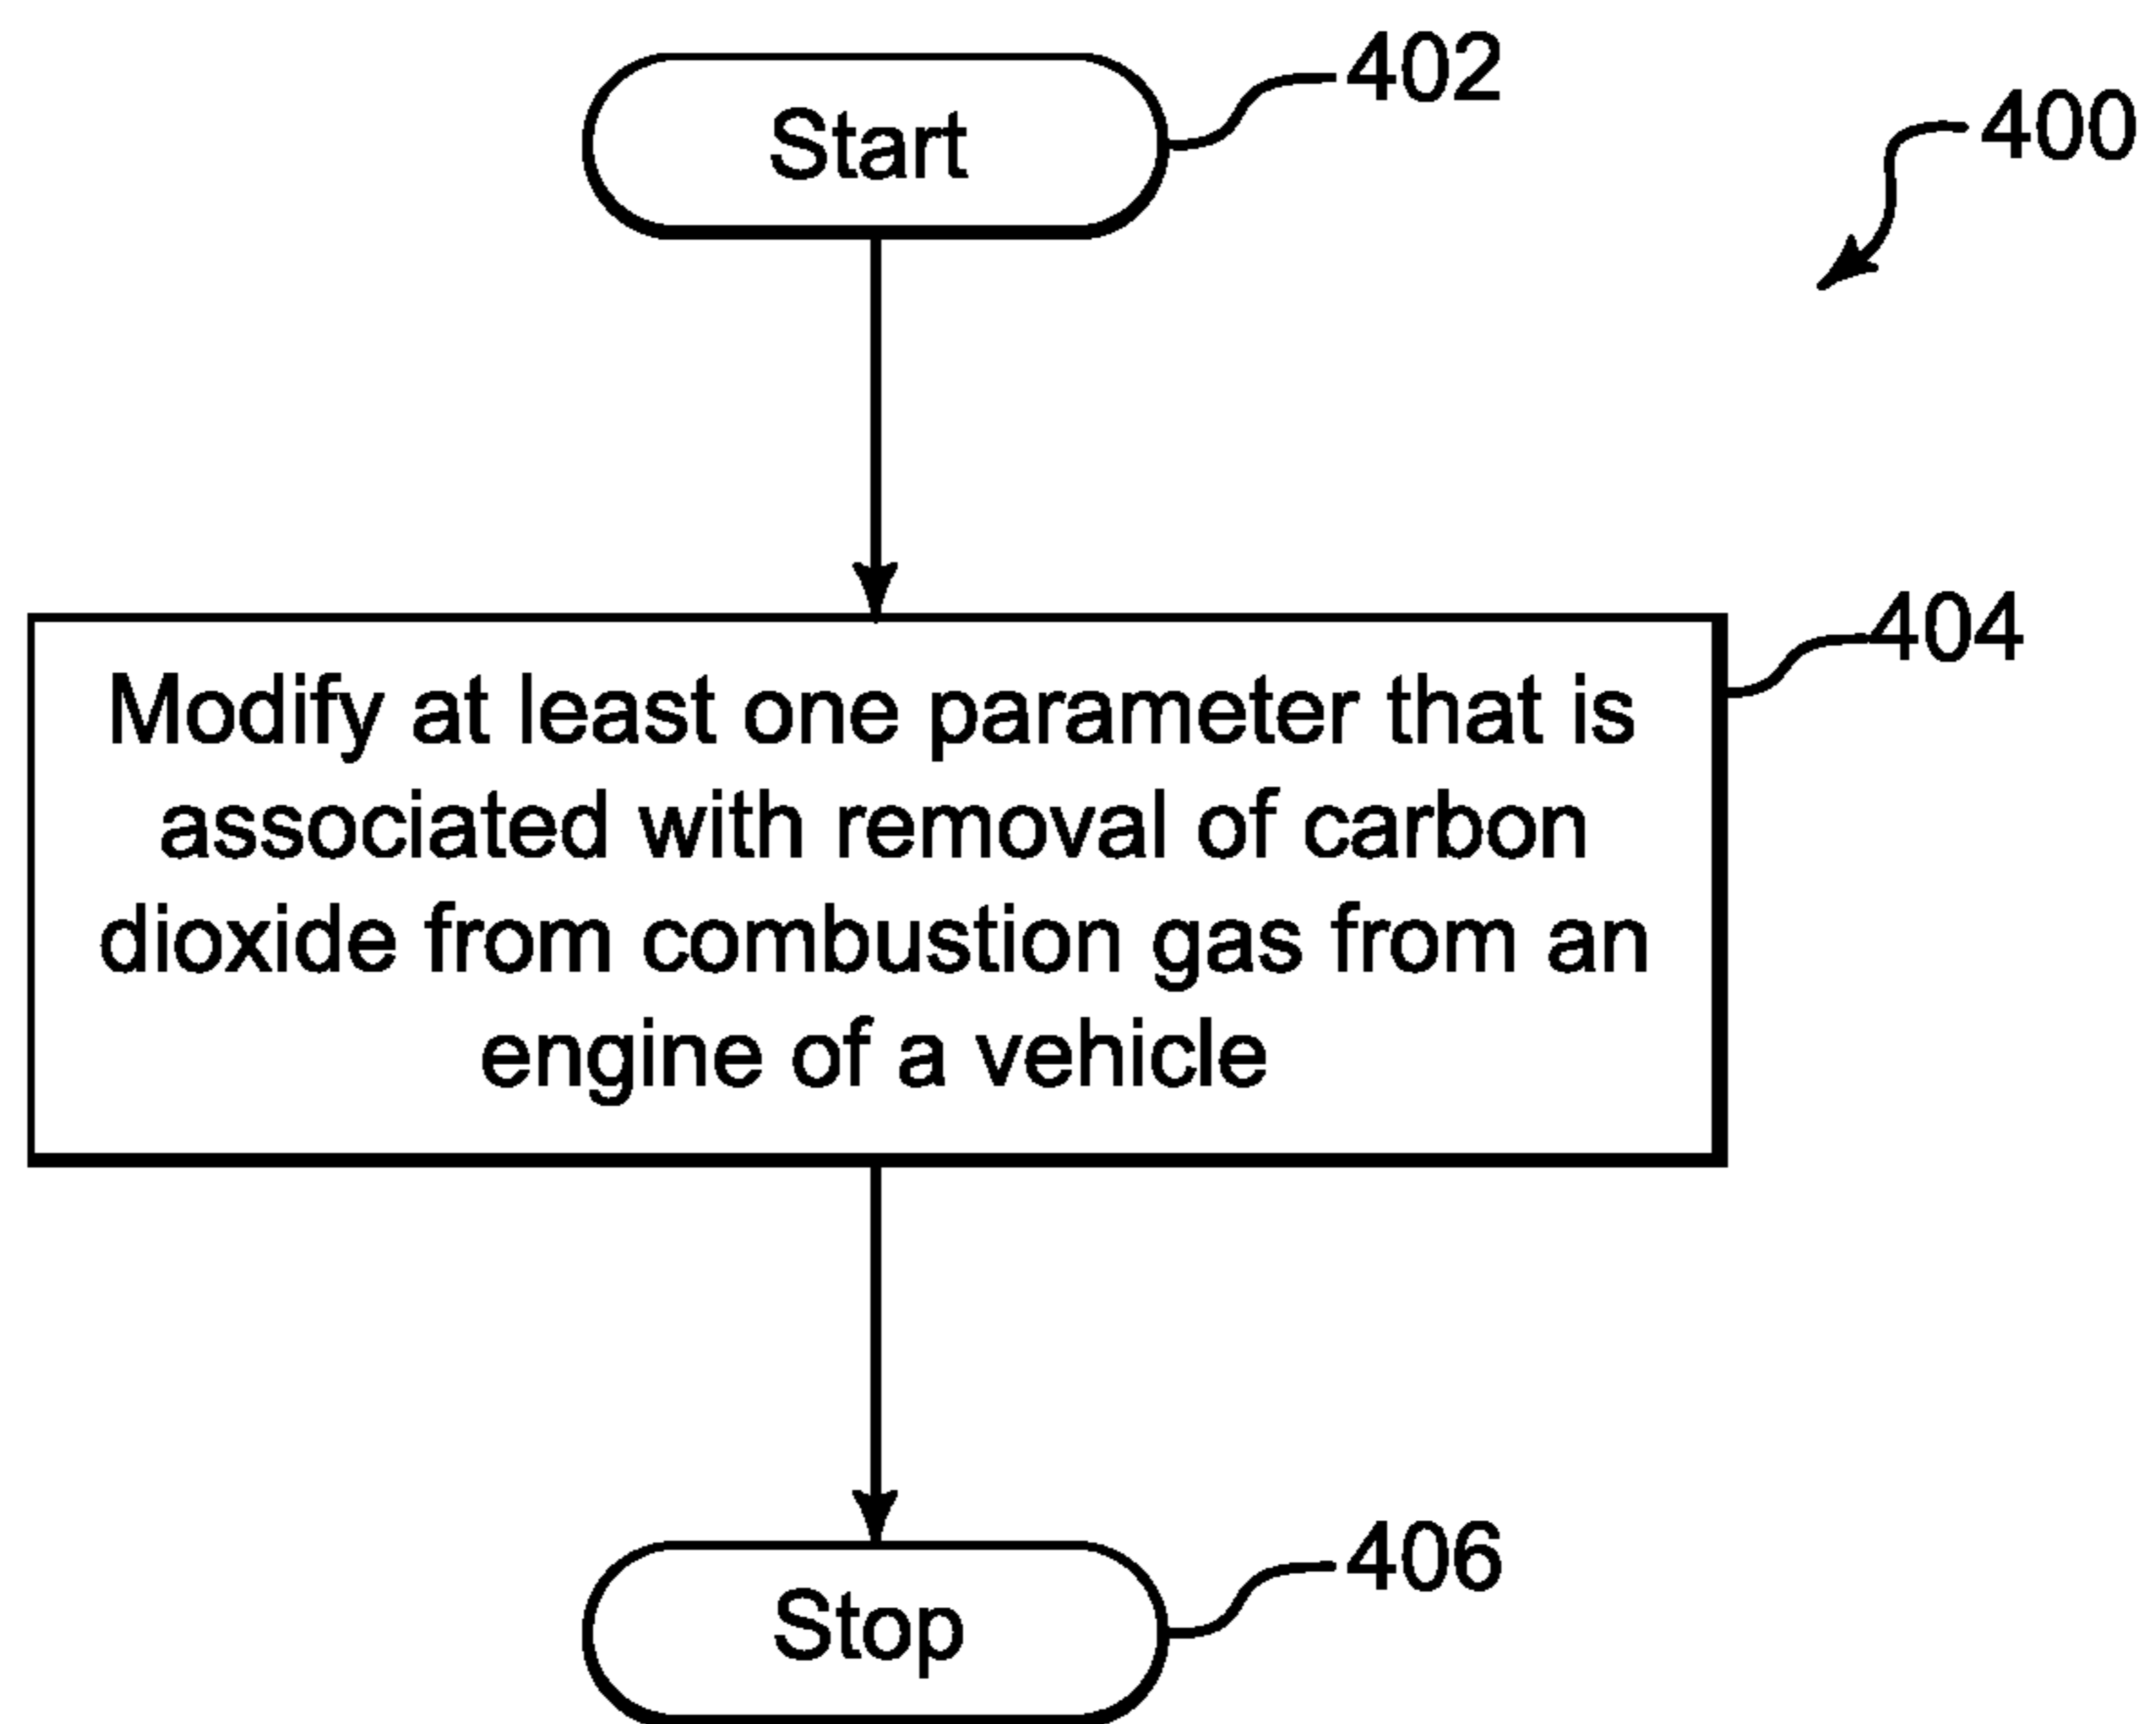 Start
402
400
404
Modify at least one parameter that is
associated with removal of carbon
dioxide from combustion gas from an
engine of a vehicle
Stop
406